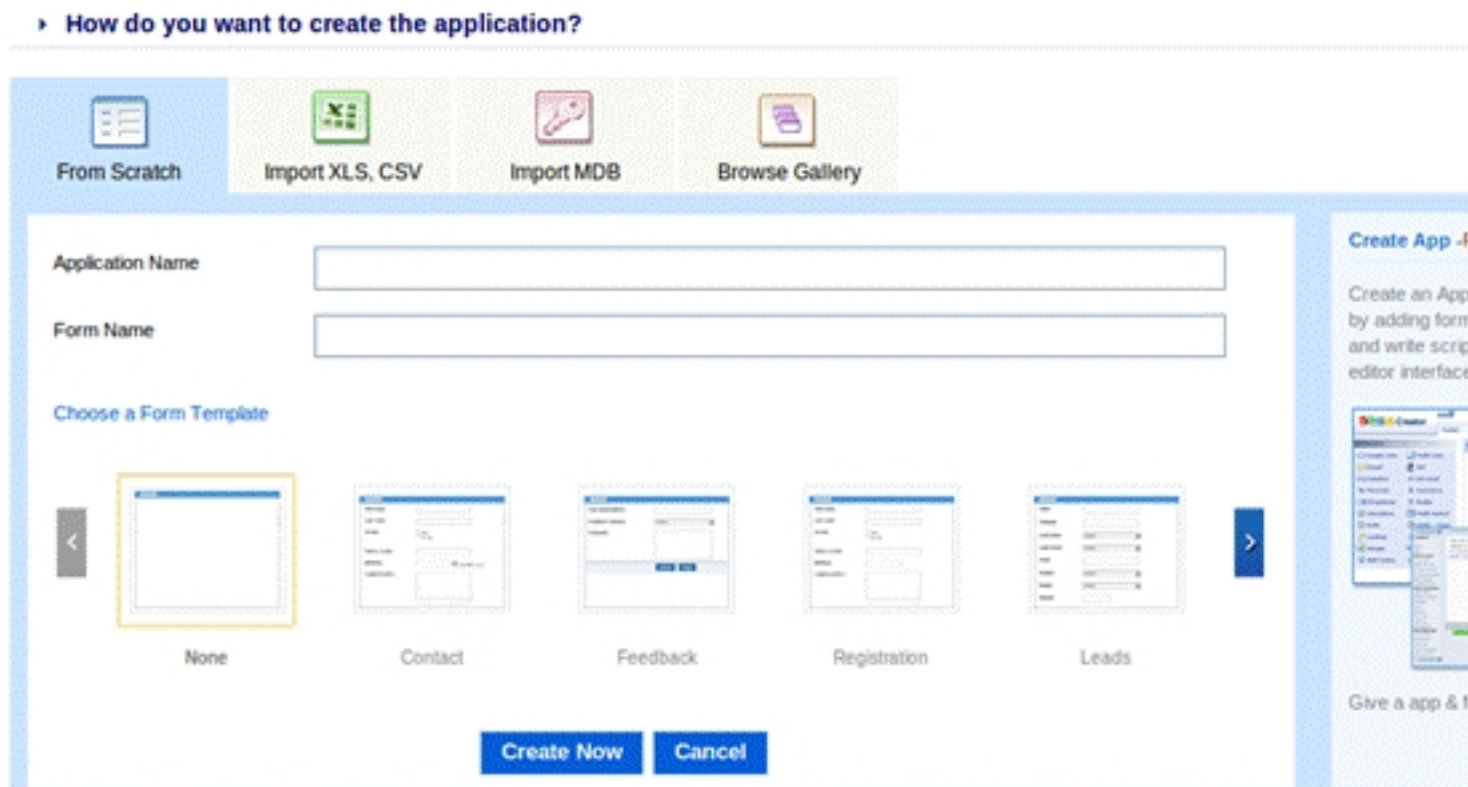 How do you want to create the application?
From Scratch
Import XLS, CSV
Import MDB
Browse Gallery
Application Name
Form Name
Choose a Form Template
None
Contact
Feedback
Registration
Leads
Create Now
Cancel
Create App -
Create an App
by adding form
and write scrip
editor interface
Creator
Give a app & f